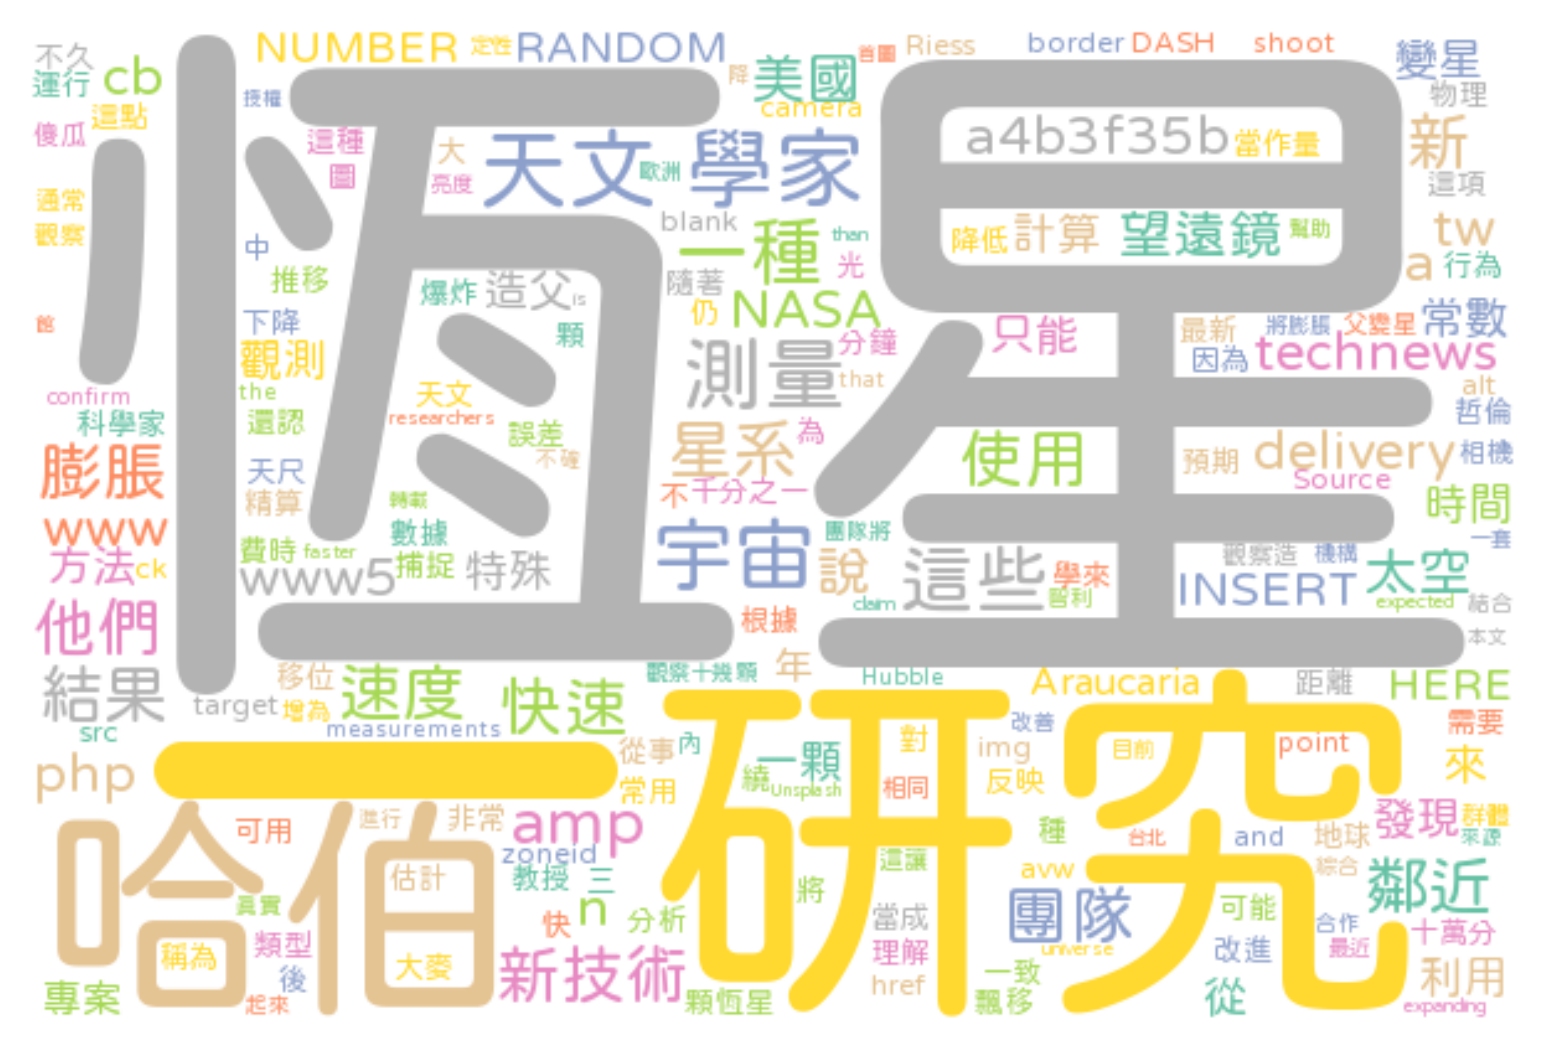 不久
運行
cb
NUMBER
定性
RANDOM
降
美國
首圖
Riess
border
DASH
shoot
變星
物理
這點
傻瓜
授權
camera
這種
圖
大
亮度
天文
歐洲
學家
a4b3f35b
當作量
新
這項
通常
觀察
中
推移
blank
一種
than
光
降低
計算
望遠鏡
幫助
tw
a
行為
恆星
爆炸
造父
is
隨著
仍
NASA
館
下降
觀測
顆
測量
分鐘
that
只能
最新
將膨脹
父變星
常數
因為
technews
confirm
the
天文
researchers
alt
科學家
還認
誤差
不確
星系
為
使用
哲倫
膨脹
天尺
精算
轉載
不
千分之一
預期
delivery
相機
Source
www
數據
宇宙
團隊將
時間
一套
方法
ck
費時
faster
www5
捕捉
特殊
說
這些
學來
智利
觀察造
機構
太空
INSERT
claim
expected
結合
他們
根據
本文
結果
移位
target
增為
速度
快速
觀察十幾顆
年
Hubble
Araucaria
距離
HERE
src
measurements
改善
需要
php
一
從事
內
常用
研究
一顆
繞
Unsplash
對
相同
img
反映
目前
point
來
哈伯
可用
進行
非常
amp
zoneid
教授
三
種
台北
and
地球
發現
群體
來源
估計
這讓
avw
綜合
鄰近
真實
快
n
分析
將
當成
理解
團隊
universe
可能
改進
合作
最近
十萬分
稱為
類型
後
大麥
新技術
專案
起來
顆恆星
href
一致
飄移
從
利用
expanding